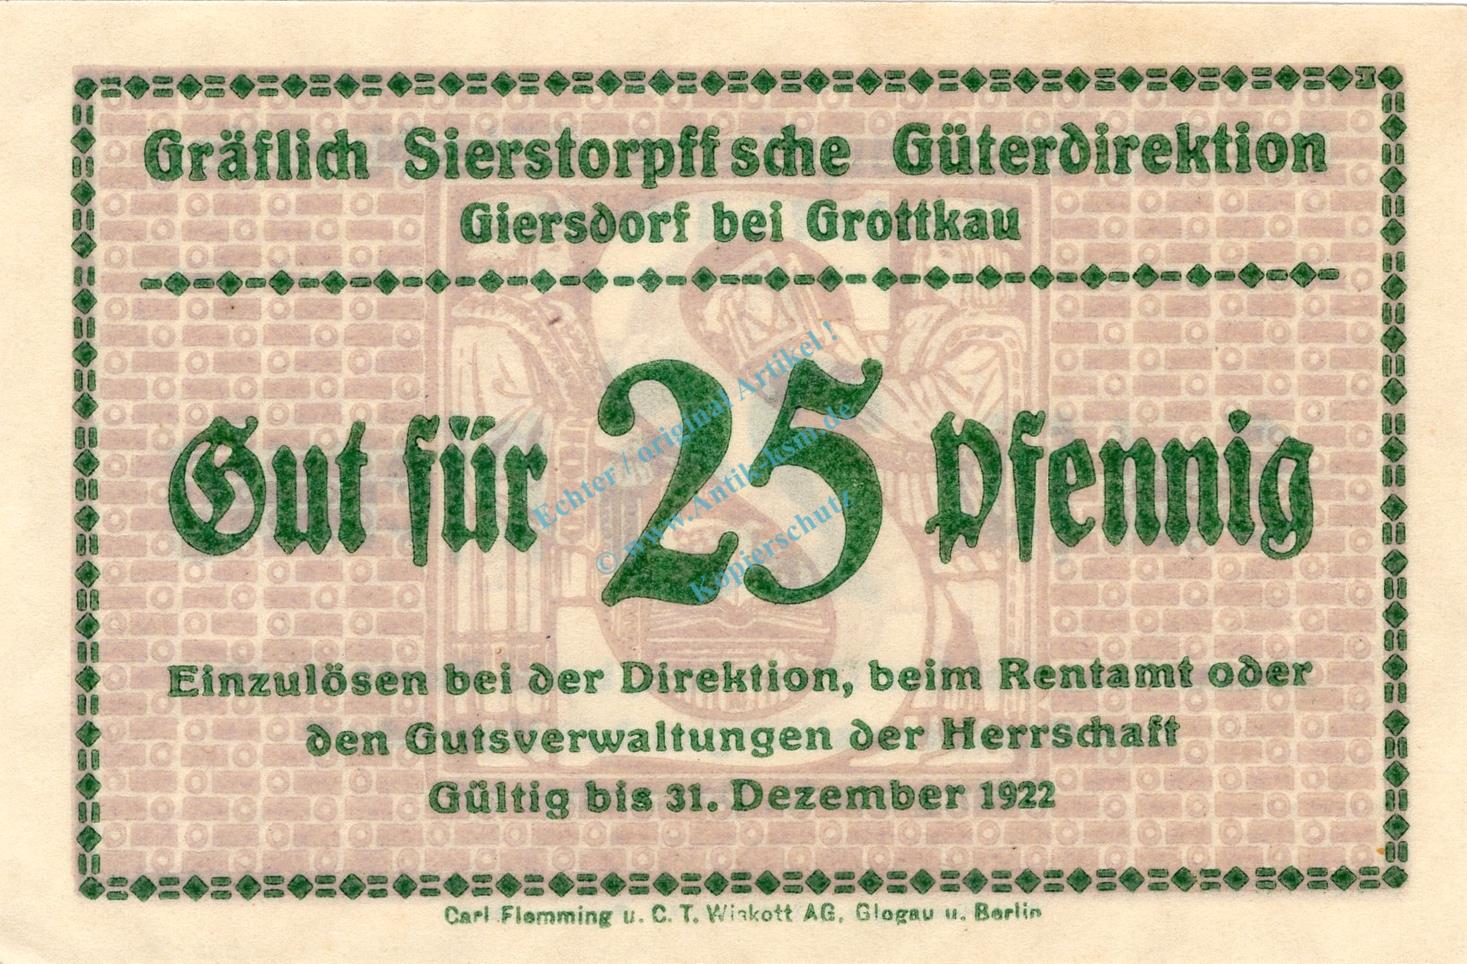 Gräflich Sierstorpff'sche Güterdirektion
Giersdorf bei Grottkau
Gut für 25 Pfennig
Echter / original Artikel !
© www.Antik-ksm.de
Kopierschutz
Einzulösen bei der Direktion, beim Rentamt oder
den Gutsverwaltungen der Herrschaft
Gültig bis 31. Dezember 1922
Carl Flemming u. C. T. Wiskott AG, Glogau u. Berlin